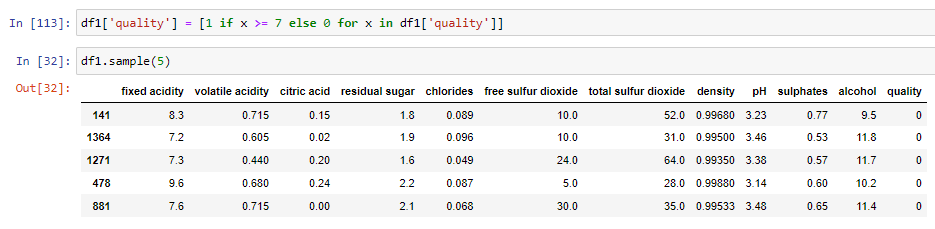 In [113]: df1['quality'] = [1 if x >= 7 else 0 for x in df1['quality']]
In [32]: df1.sample(5)
Out[32]:
fixed acidity volatile acidity citric acid residual sugar chlorides free sulfur dioxide total sulfur dioxide density pH sulphates alcohol quality
141 8.3 0.715 0.15 1.8 0.089 10.0 52.0 0.99680 3.23 0.77 9.5 0
1364 7.2 0.605 0.02 1.9 0.096 10.0 31.0 0.99500 3.46 0.53 11.8 0
1271 7.3 0.440 0.20 1.6 0.049 24.0 64.0 0.99350 3.38 0.57 11.7 0
478 9.6 0.680 0.24 2.2 0.087 5.0 28.0 0.99880 3.14 0.60 10.2 0
881 7.6 0.715 0.00 2.1 0.068 30.0 35.0 0.99533 3.48 0.65 11.4 0